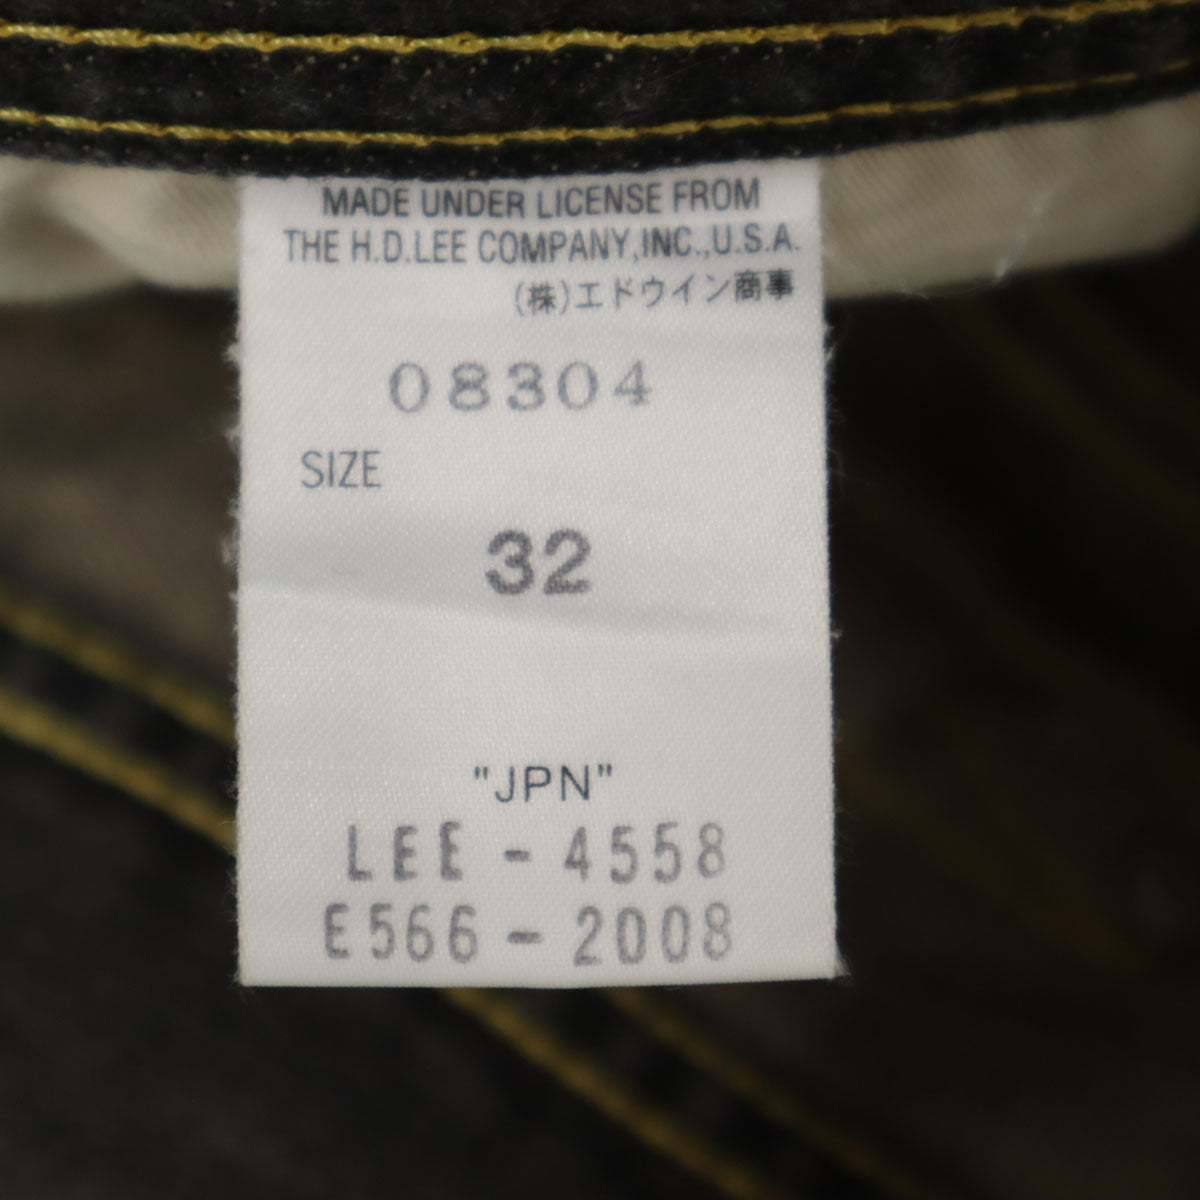 MADE UNDER LICENSE FROM
THE H.D.LEE COMPANY,INC.,U.S.A.
(株)エドウイン商事
08304
SIZE
32
"JPN"
LEE - 4558
E566 - 2008